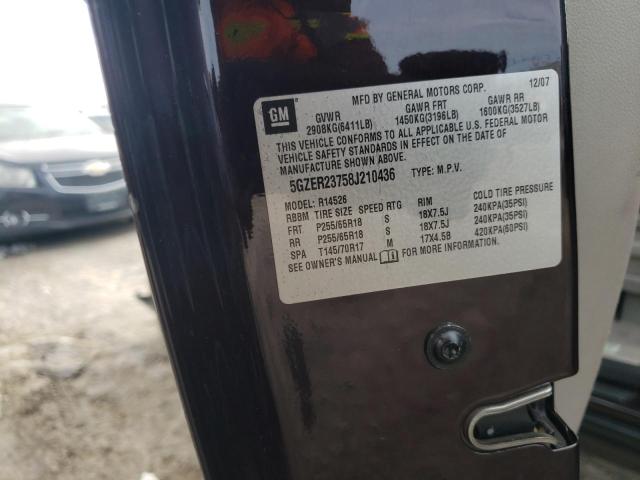 MFD BY GENERAL MOTORS CORP. 12/07
GM GVWR GAWR FRT GAWR RR
2908KG(6411LB) 1450KG(3196LB) 1600KG(3527LB)
THIS VEHICLE CONFORMS TO ALL APPLICABLE U.S. FEDERAL MOTOR
VEHICLE SAFETY STANDARDS IN EFFECT ON THE DATE OF
MANUFACTURE SHOWN ABOVE.
5GZER23758J210436 TYPE: M.P.V.
MODEL: R14526
RBBM TIRE SIZE SPEED RTG RIM COLD TIRE PRESSURE
FRT P255/65R18 S 18X7.5J 240KPA(35PSI)
RR P255/65R18 S 18X7.5J 240KPA(35PSI)
SPA T145/70R17 M 17X4.5B 420KPA(60PSI)
SEE OWNER'S MANUAL FOR MORE INFORMATION.